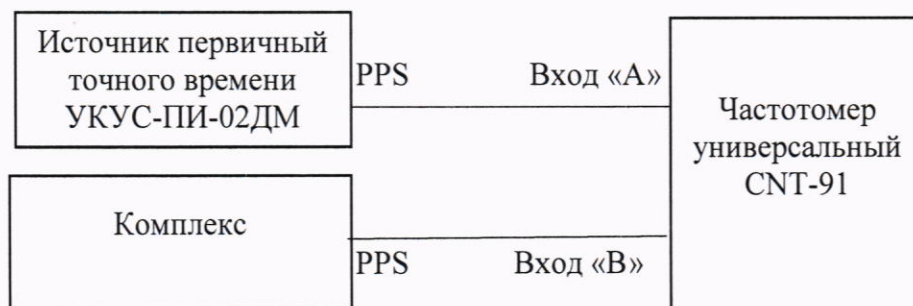 Источник первичный
точного времени
УКУС-ПИ-02ДМ
PPS
Вход «А»
Частотомер
универсальный
CNT-91
Комплекс
PPS
Вход «В»